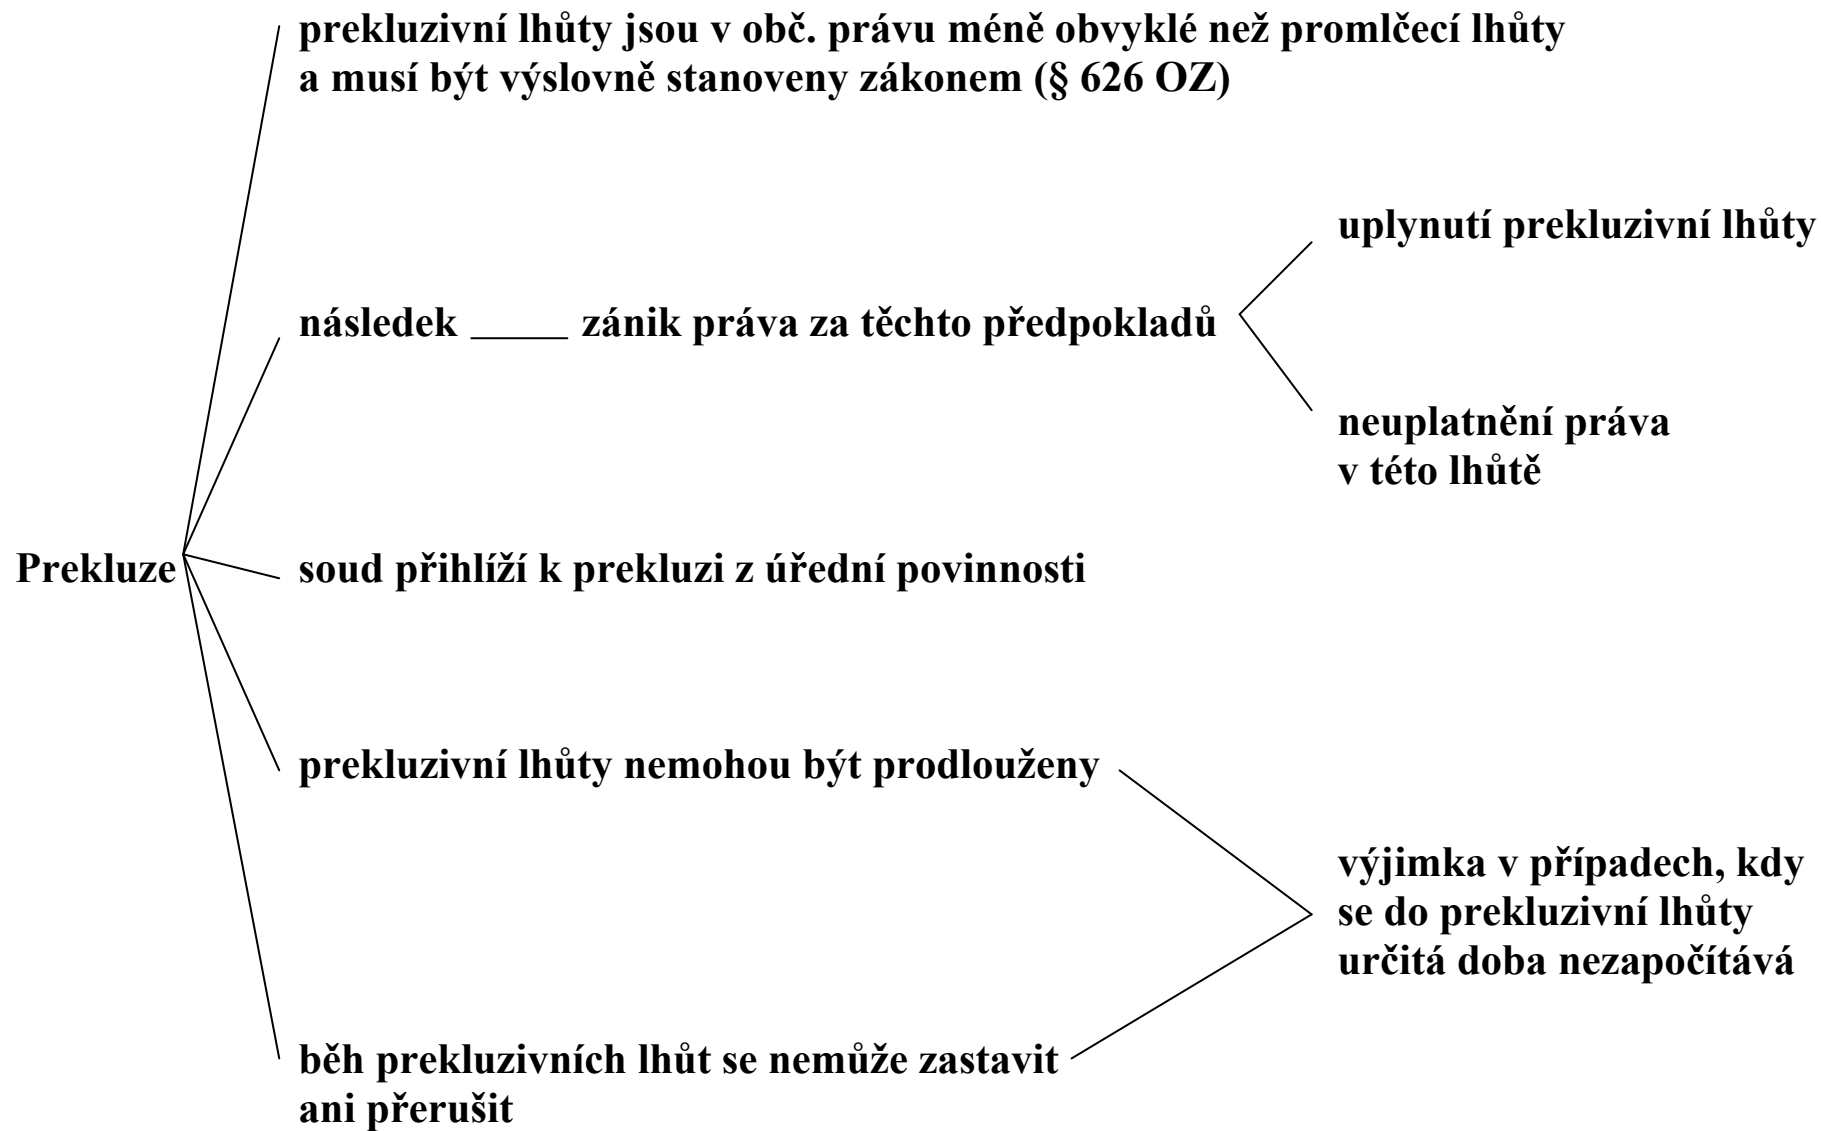 prekluzivní lhůty jsou v obč. právu méně obvyklé než promlčecí lhůty
a musí být výslovně stanoveny zákonem (§ 626 OZ)
uplynutí prekluzivní lhůty
následek _____ zánik práva za těchto předpokladů
neuplatnění práva
v této lhůtě
Prekluze
soud přihlíží k prekluzi z úřední povinnosti
prekluzivní lhůty nemohou být prodlouženy
výjimka v případech, kdy
se do prekluzivní lhůty
určitá doba nezapočítává
běh prekluzivních lhůt se nemůže zastavit
ani přerušit